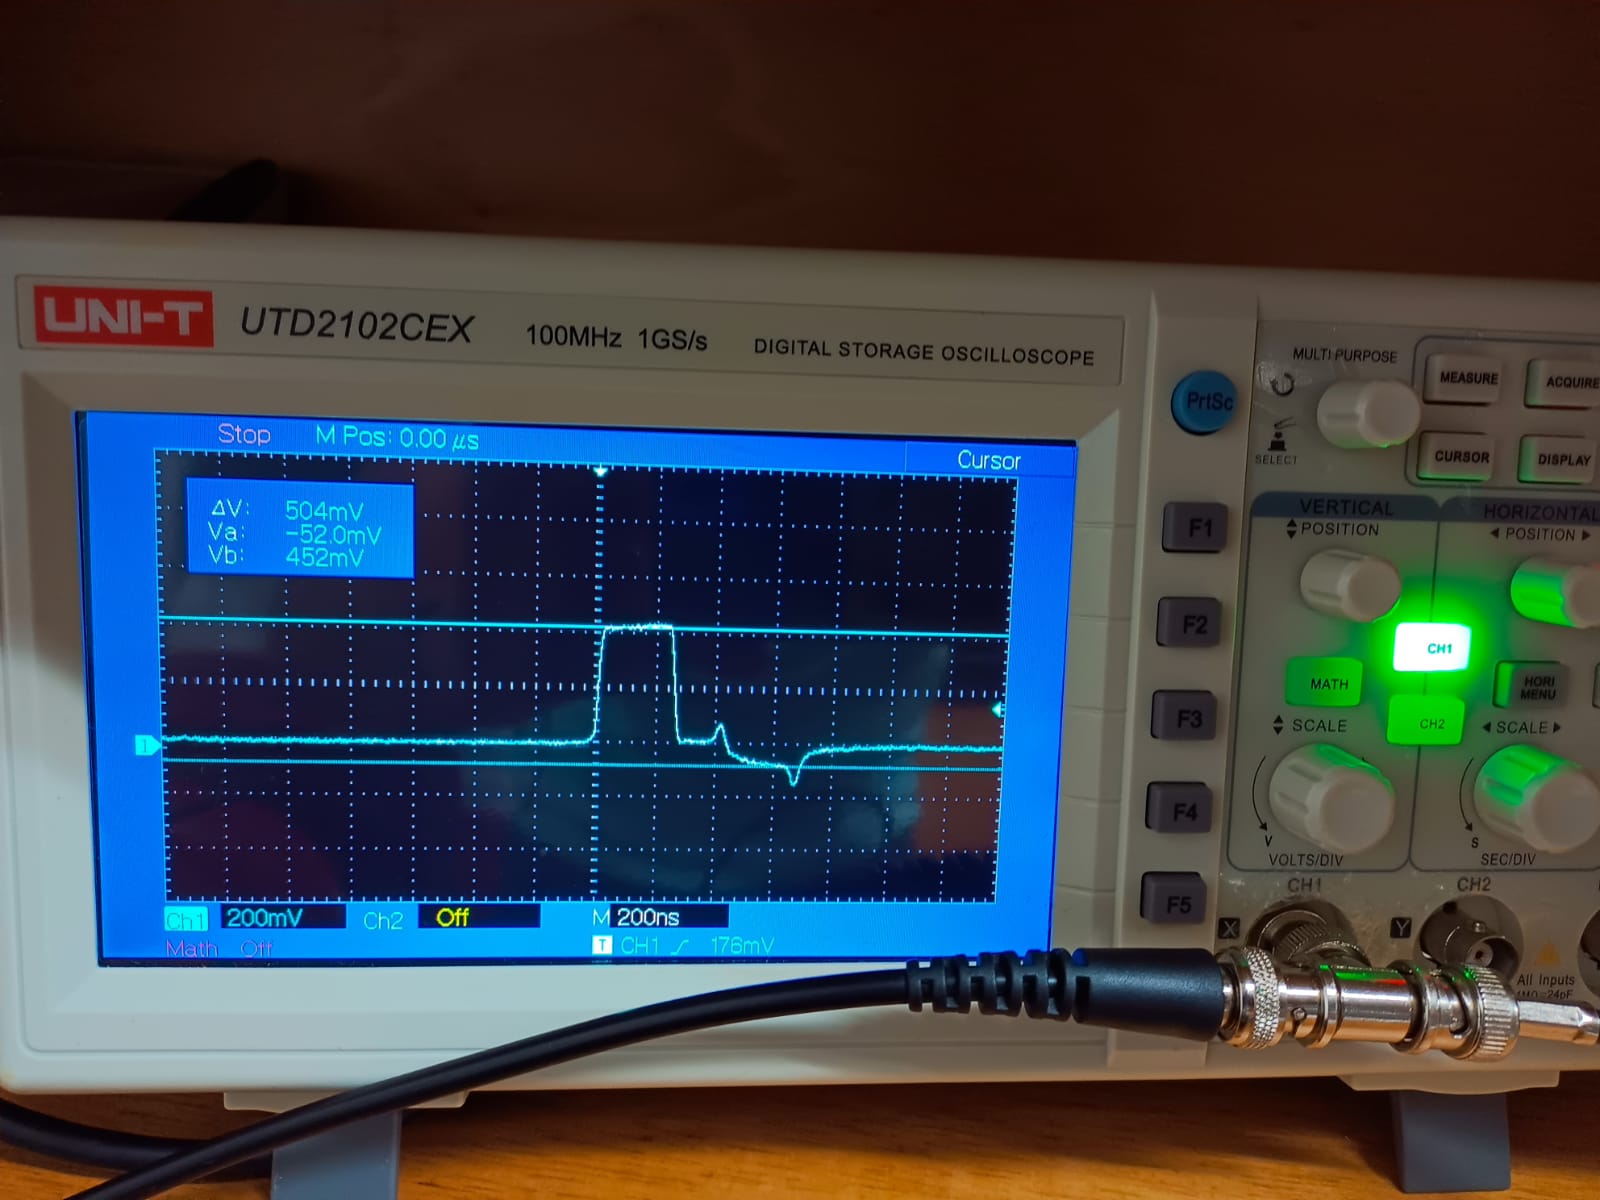 UNI-T UTD2102CEX 100MHz 1GS/s DIGITAL STORAGE OSCILLOSCOPE
Stop M Pos: 0.00 µs Cursor
ΔV: 504mV
Va: -52.0mV
Vb: 452mV
1
Ch1 200mV Ch2 Off M 200ns
Math Off T CH1 176mV
PrtSc
F1
F2
F3
F4
F5
MULTI PURPOSE
SELECT
MEASURE
ACQUIRE
CURSOR
DISPLAY
VERTICAL
HORIZONTAL
POSITION
POSITION
CH1
MATH
HORI
MENU
CH2
SCALE
SCALE
V
S
VOLTS/DIV
SEC/DIV
CH1
CH2
X
Y
All Inputs